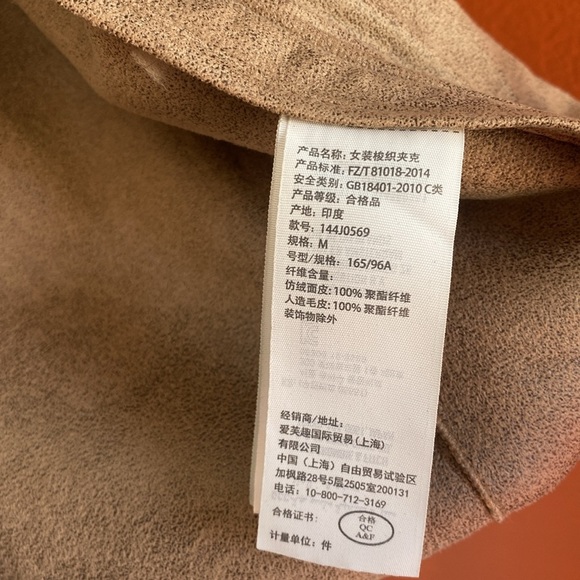 产品名称: 女装梭织夹克
产品标准: FZ/T 81018-2014
安全类别: GB18401-2010 C类
产品等级: 合格品
产地: 印度
款号: 144J0569
规格: M
号型/规格: 165/96A
纤维含量:
仿绒面皮: 100% 聚酯纤维
人造毛皮: 100% 聚酯纤维
装饰物除外
经销商/地址:
爱芙趣国际贸易(上海)
有限公司
中国（上海）自由贸易试验区
加枫路28号5层2505室200131
电话: 10-800-712-3169
合格证书:
合格
QC
A&F
计量单位: 件